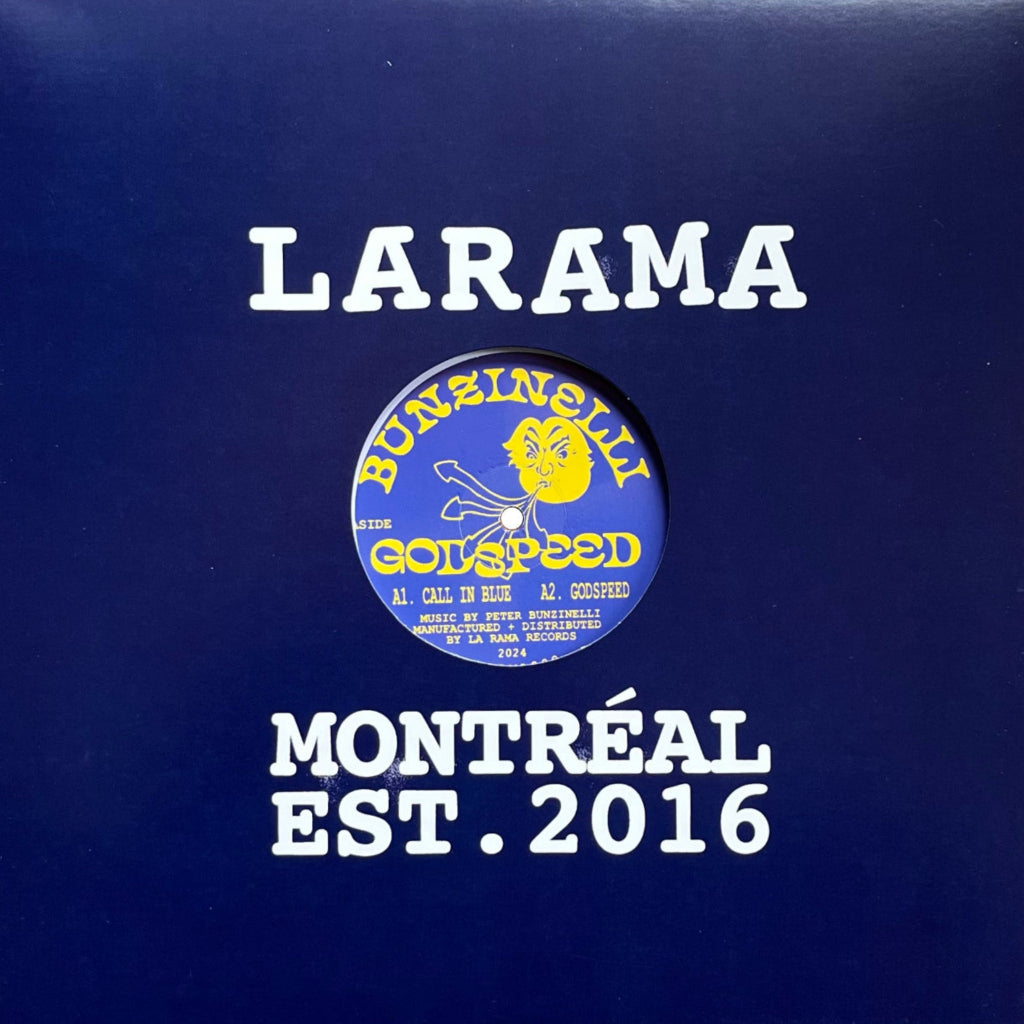 LARAMA
BUNZINELLI
SIDE
GODSPEED
A1. CALL IN BLUE A2. GODSPEED
MUSIC BY PETER BUNZINELLI
MANUFACTURED + DISTRIBUTED
BY LA RAMA RECORDS
2024
MONTRÉAL
EST.2016